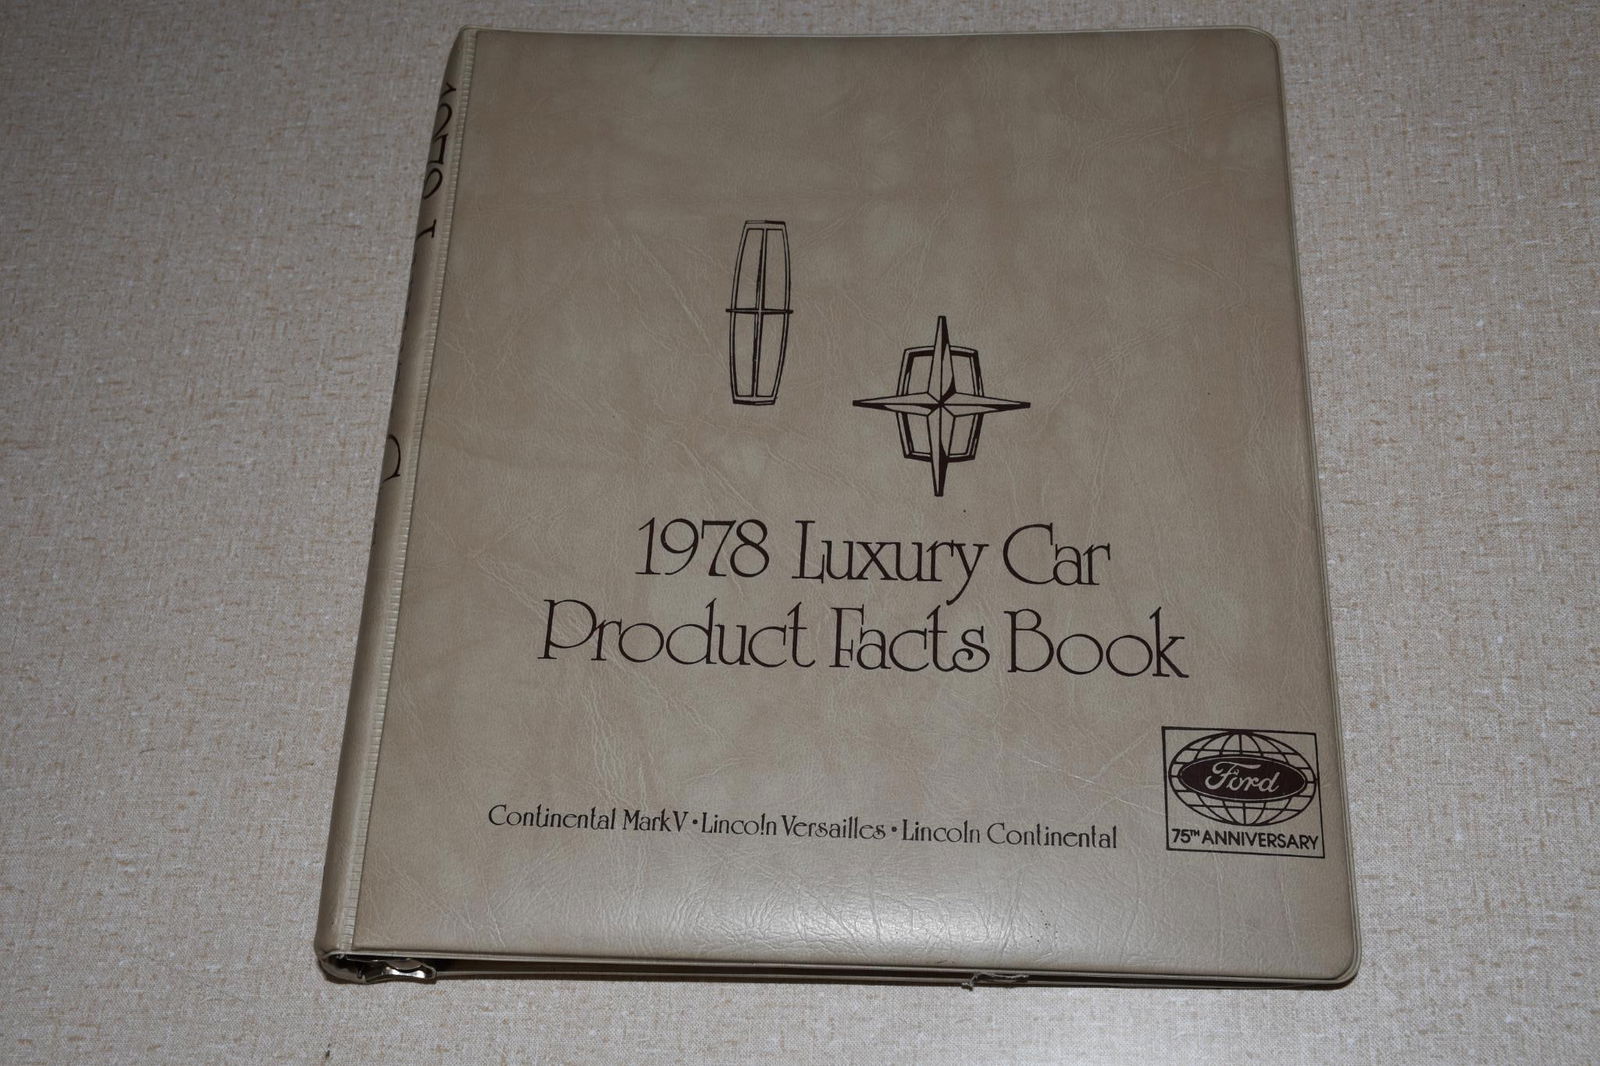 1978 Luxury Car
Product Facts Book
Continental Mark V • Lincoln Versailles • Lincoln Continental
Ford
75TH ANNIVERSARY